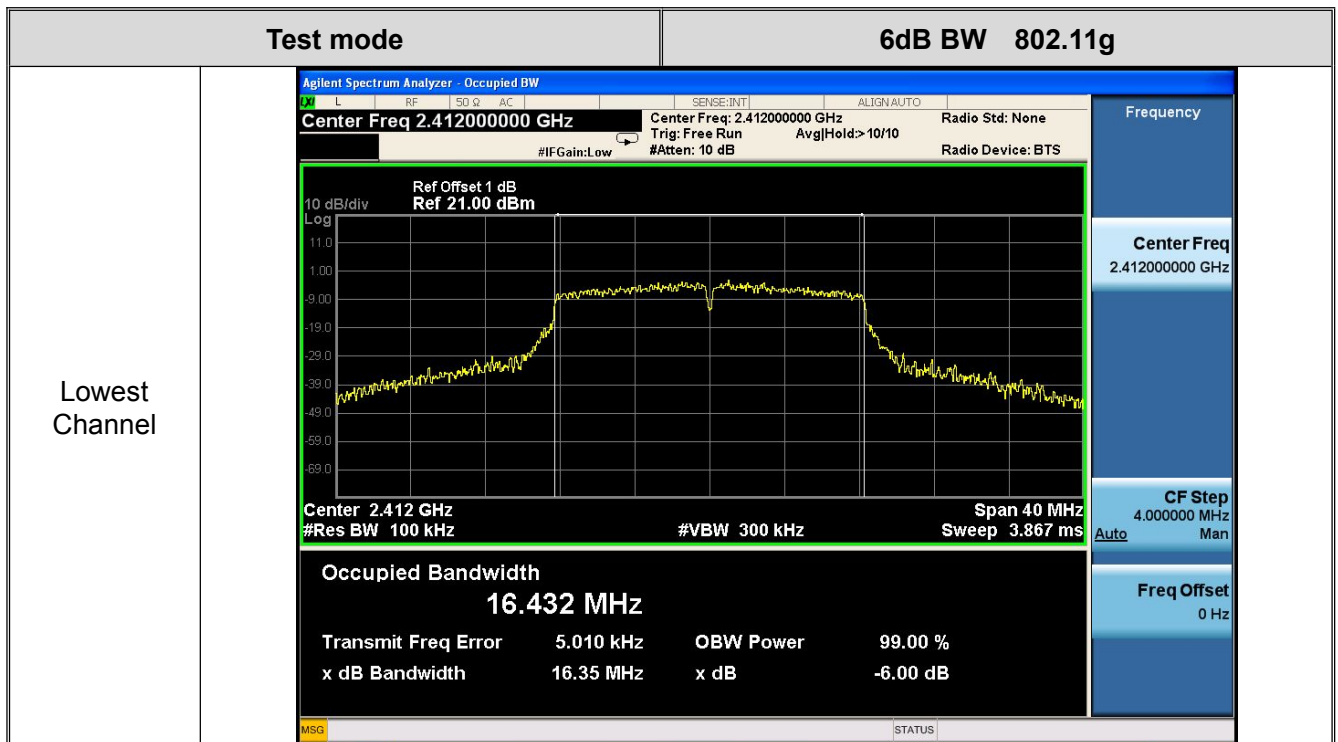 Test mode 6dB BW 802.11g
Lowest
Channel
Agilent Spectrum Analyzer - Occupied BW
LXI L RF 50 Ω AC SENSE:INT ALIGN AUTO
Center Freq 2.412000000 GHz
Center Freq: 2.412000000 GHz Radio Std: None
Trig: Free Run Avg|Hold:> 10/10
#IFGain:Low #Atten: 10 dB Radio Device: BTS
Ref Offset 1 dB
10 dB/div Ref 21.00 dBm
Log
11.0
1.00
-9.00
-19.0
-29.0
-39.0
-49.0
-59.0
-69.0
Center 2.412 GHz Span 40 MHz
#Res BW 100 kHz #VBW 300 kHz Sweep 3.867 ms
Occupied Bandwidth
16.432 MHz
Transmit Freq Error 5.010 kHz OBW Power 99.00 %
x dB Bandwidth 16.35 MHz x dB -6.00 dB
MSG STATUS
Frequency
Center Freq
2.412000000 GHz
CF Step
4.000000 MHz
Auto Man
Freq Offset
0 Hz